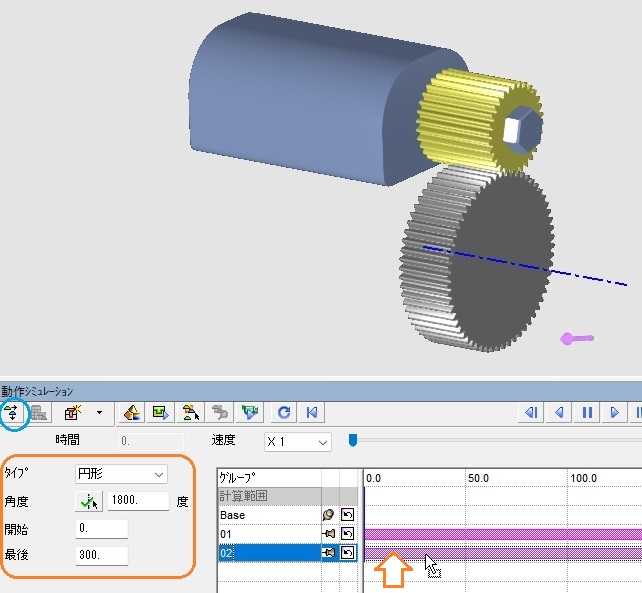 動作シミュレーション
時間 0. 速度 X 1
タイプ 円形
角度 1800. 度
開始 0.
最後 300.
グループ 0.0 50.0 100.0
計算範囲
Base
01
02